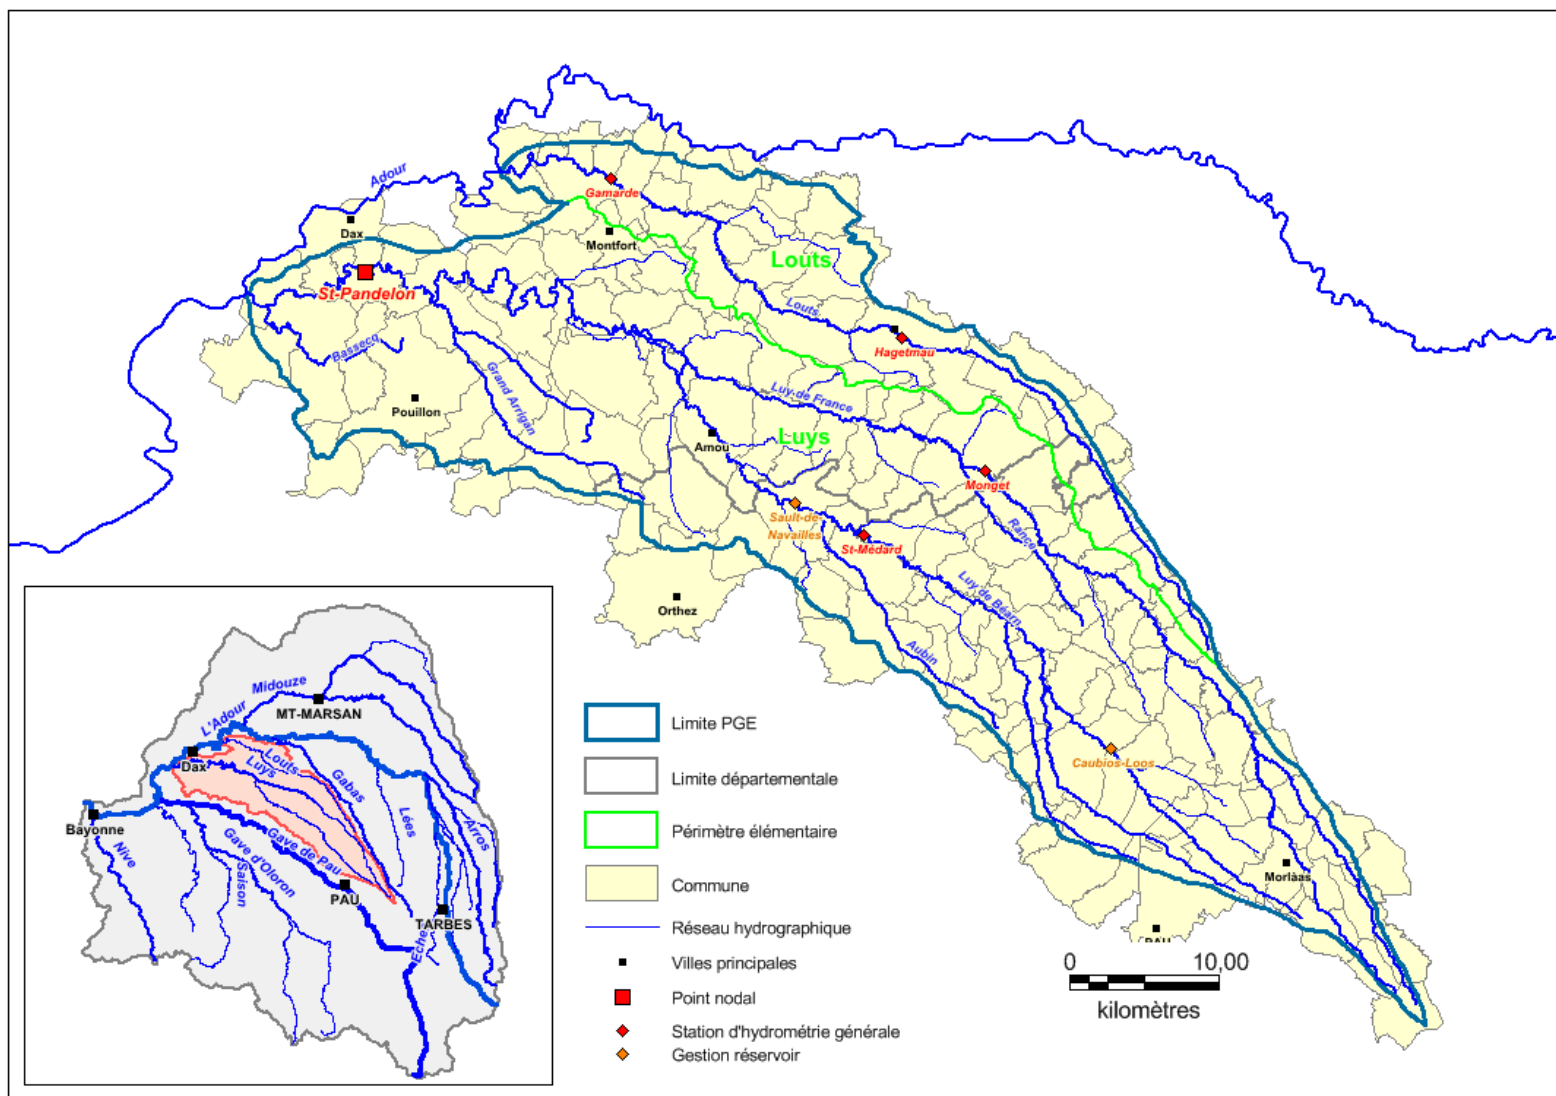 Adour
Gamarde
Dax
Montfort
Louts
St-Pandelon
Louts
Hagetmau
Bassecq
Grand Arrigan
Luy de France
Pouillon
Luys
Amou
Monget
Sault-de-
Navailles
St-Médard
Rance
Luy de Béarn
Orthez
Aubin
Caubios-Loos
Morlàas
PAU
0 10,00
kilomètres
Limite PGE
Limite départementale
Périmètre élémentaire
Commune
Réseau hydrographique
Villes principales
Point nodal
Station d'hydrométrie générale
Gestion réservoir
Midouze
MT-MARSAN
L'Adour
Dax
Louts
Luys
Gabas
Lées
Arros
Bayonne
Nive
Gave de Pau
Gave d'Oloron
Saison
PAU
TARBES
Echez